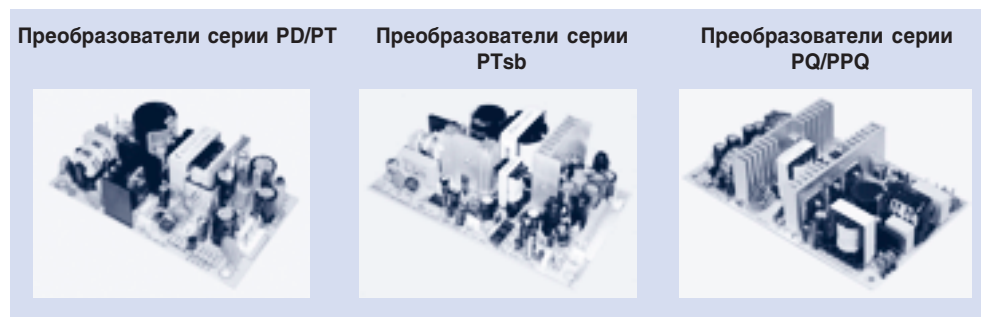 Преобразователи серии PD/PT
Преобразователи серии
PTsb
Преобразователи серии
PQ/PPQ